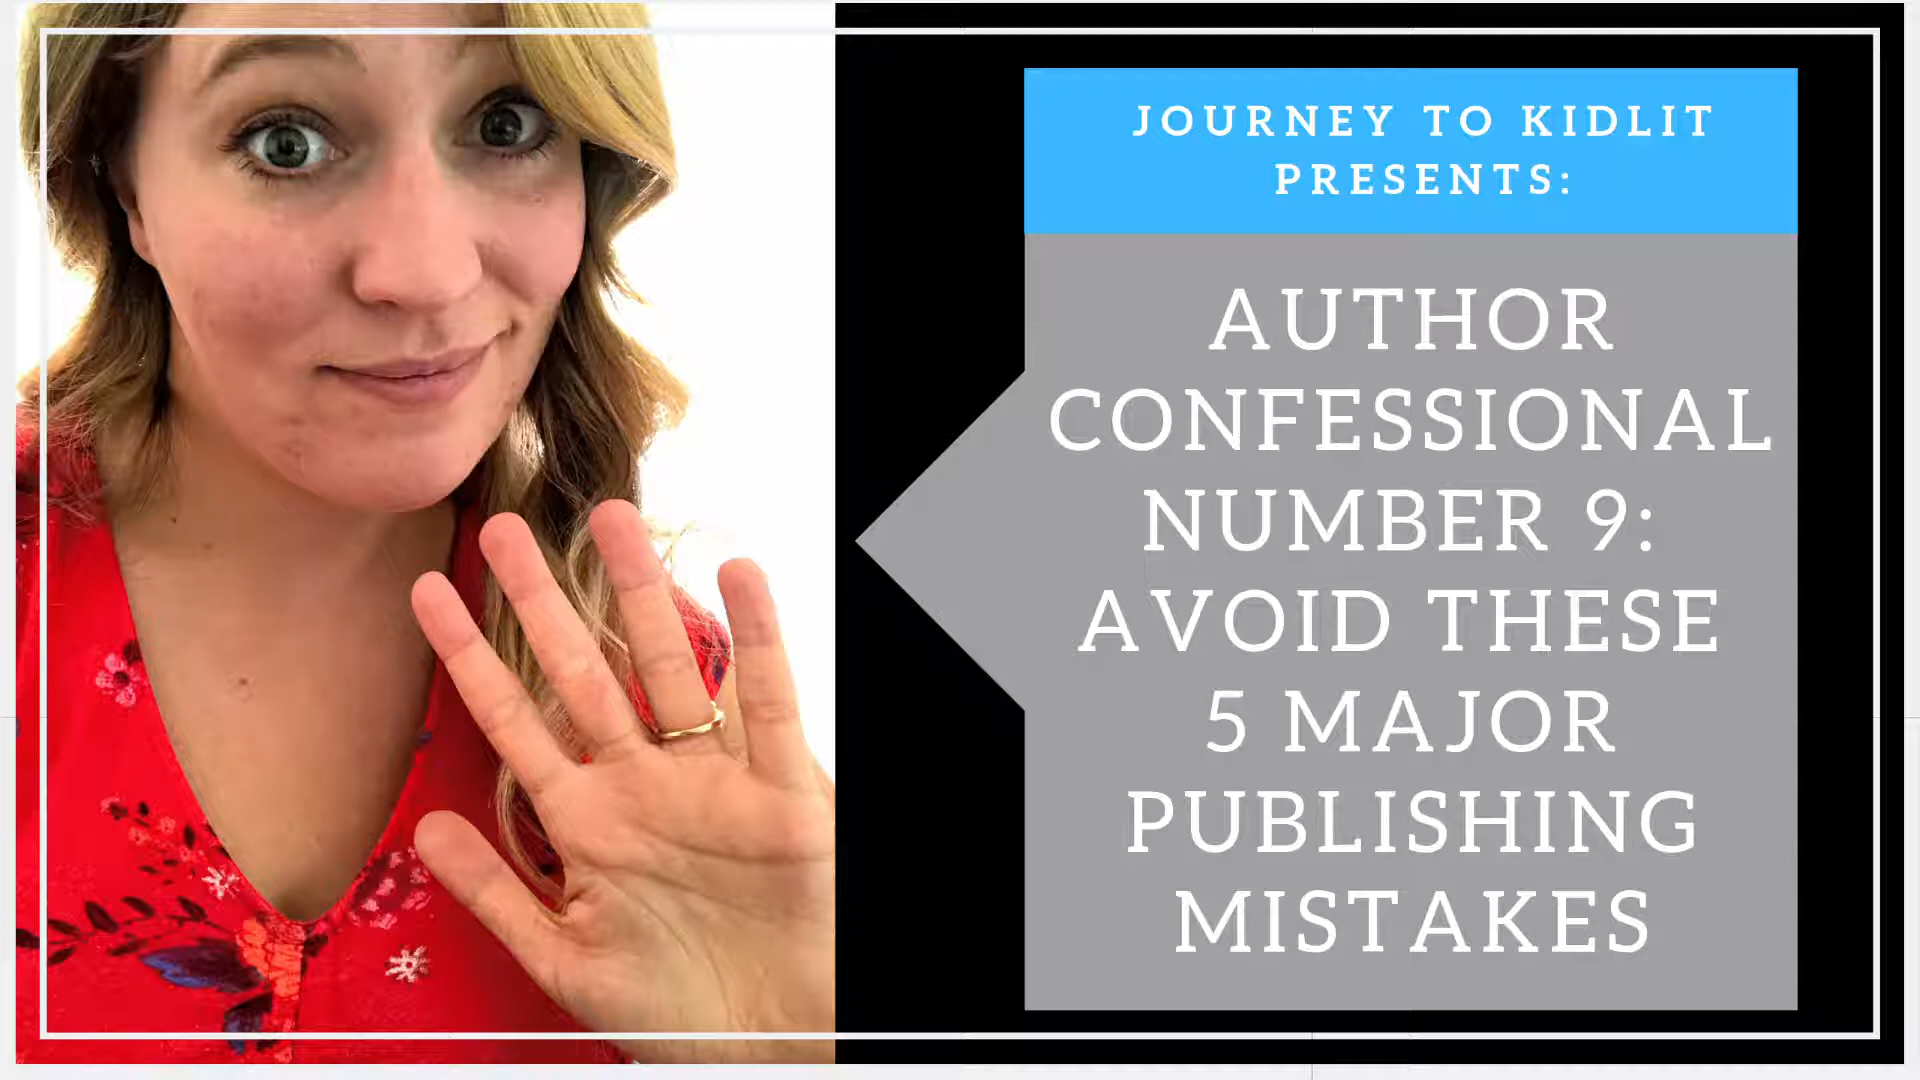 JOURNEY TO KIDLIT
PRESENTS:
AUTHOR
CONFESSIONAL
NUMBER 9:
AVOID THESE
5 MAJOR
PUBLISHING
MISTAKES